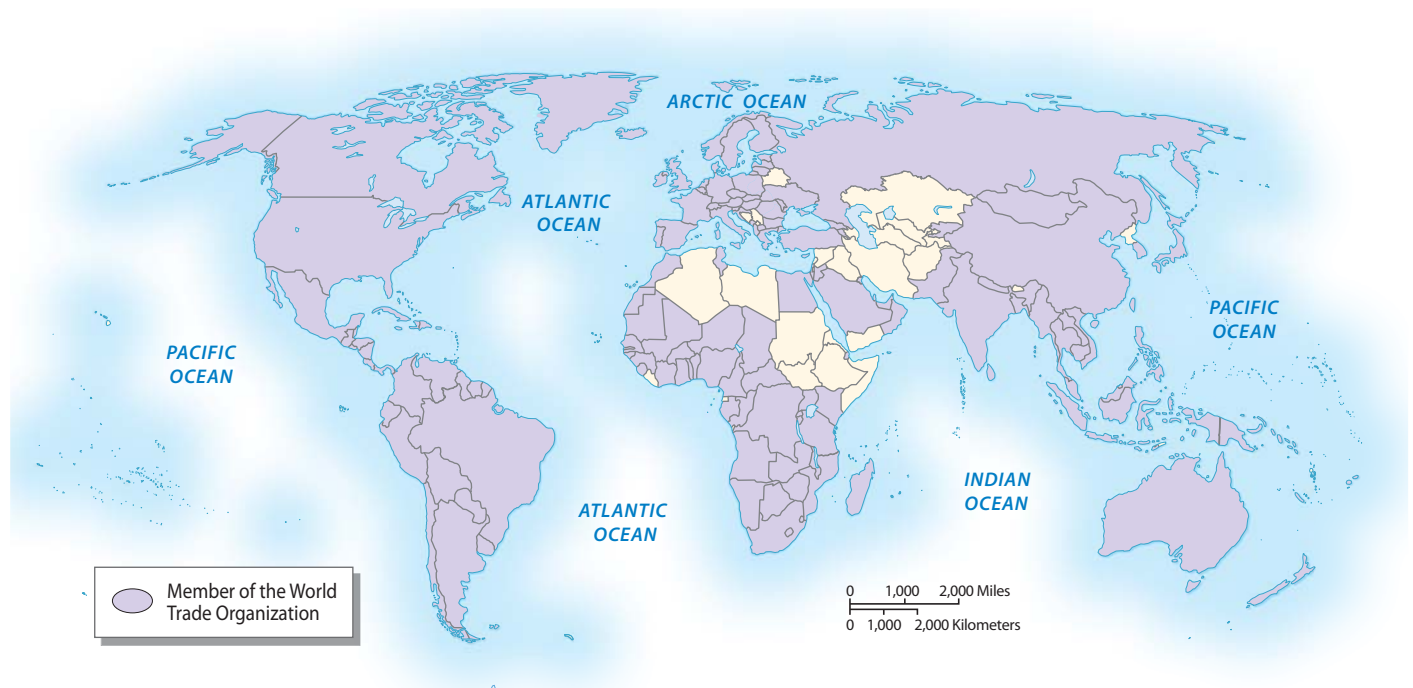 ARCTIC OCEAN
ATLANTIC
OCEAN
PACIFIC
OCEAN
PACIFIC
OCEAN
INDIAN
OCEAN
ATLANTIC
OCEAN
Member of the World
Trade Organization
0 1,000 2,000 Miles
0 1,000 2,000 Kilometers